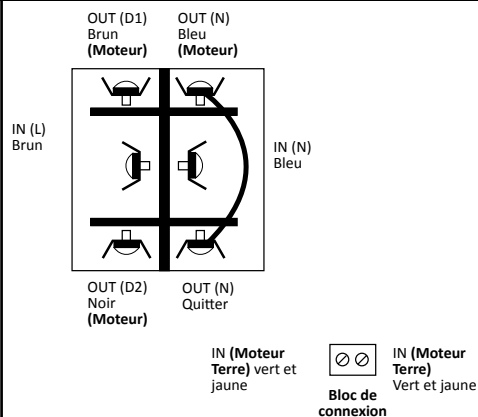 OUT (D1)
Brun
(Moteur)
OUT (N)
Bleu
(Moteur)
IN (L)
Brun
IN (N)
Bleu
OUT (D2)
Noir
(Moteur)
OUT (N)
Quitter
IN (Moteur
Terre) vert et
jaune
IN (Moteur
Terre)
Vert et jaune
Bloc de
connexion